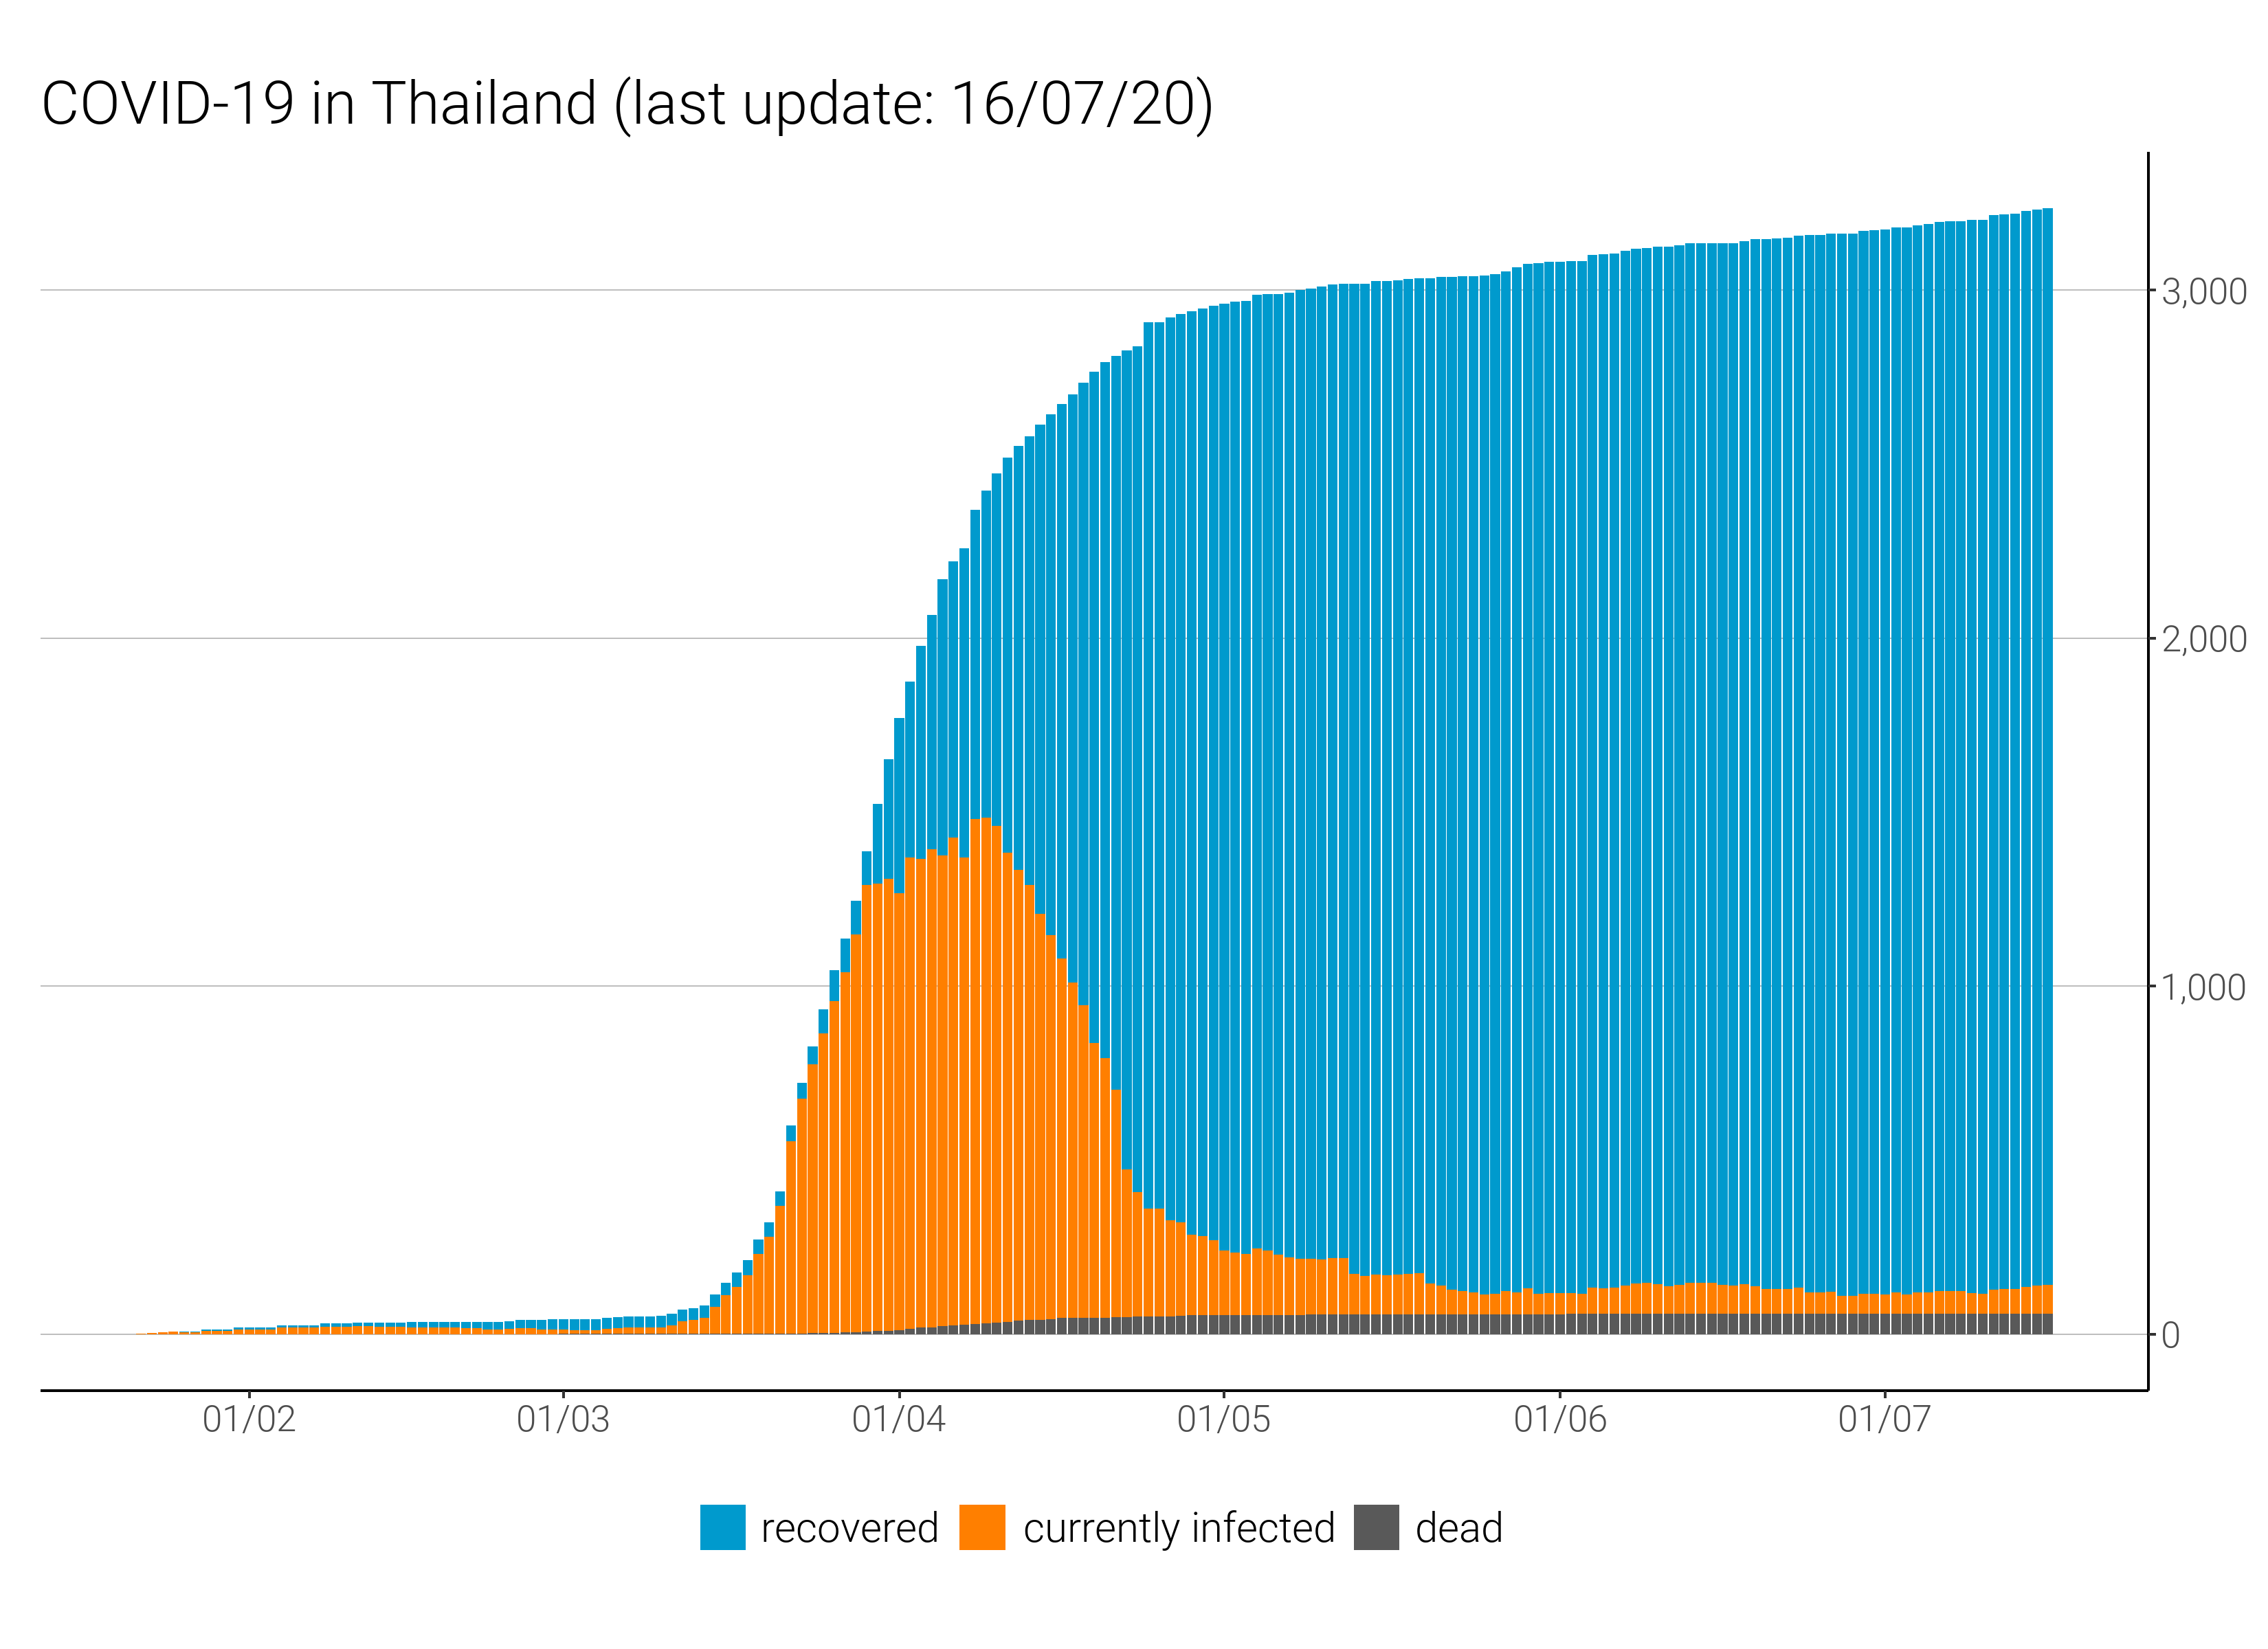 COVID-19 in Thailand (last update: 16/07/20)
3,000
2,000
1,000
0
01/02 01/03 01/04 01/05 01/06 01/07
recovered currently infected dead